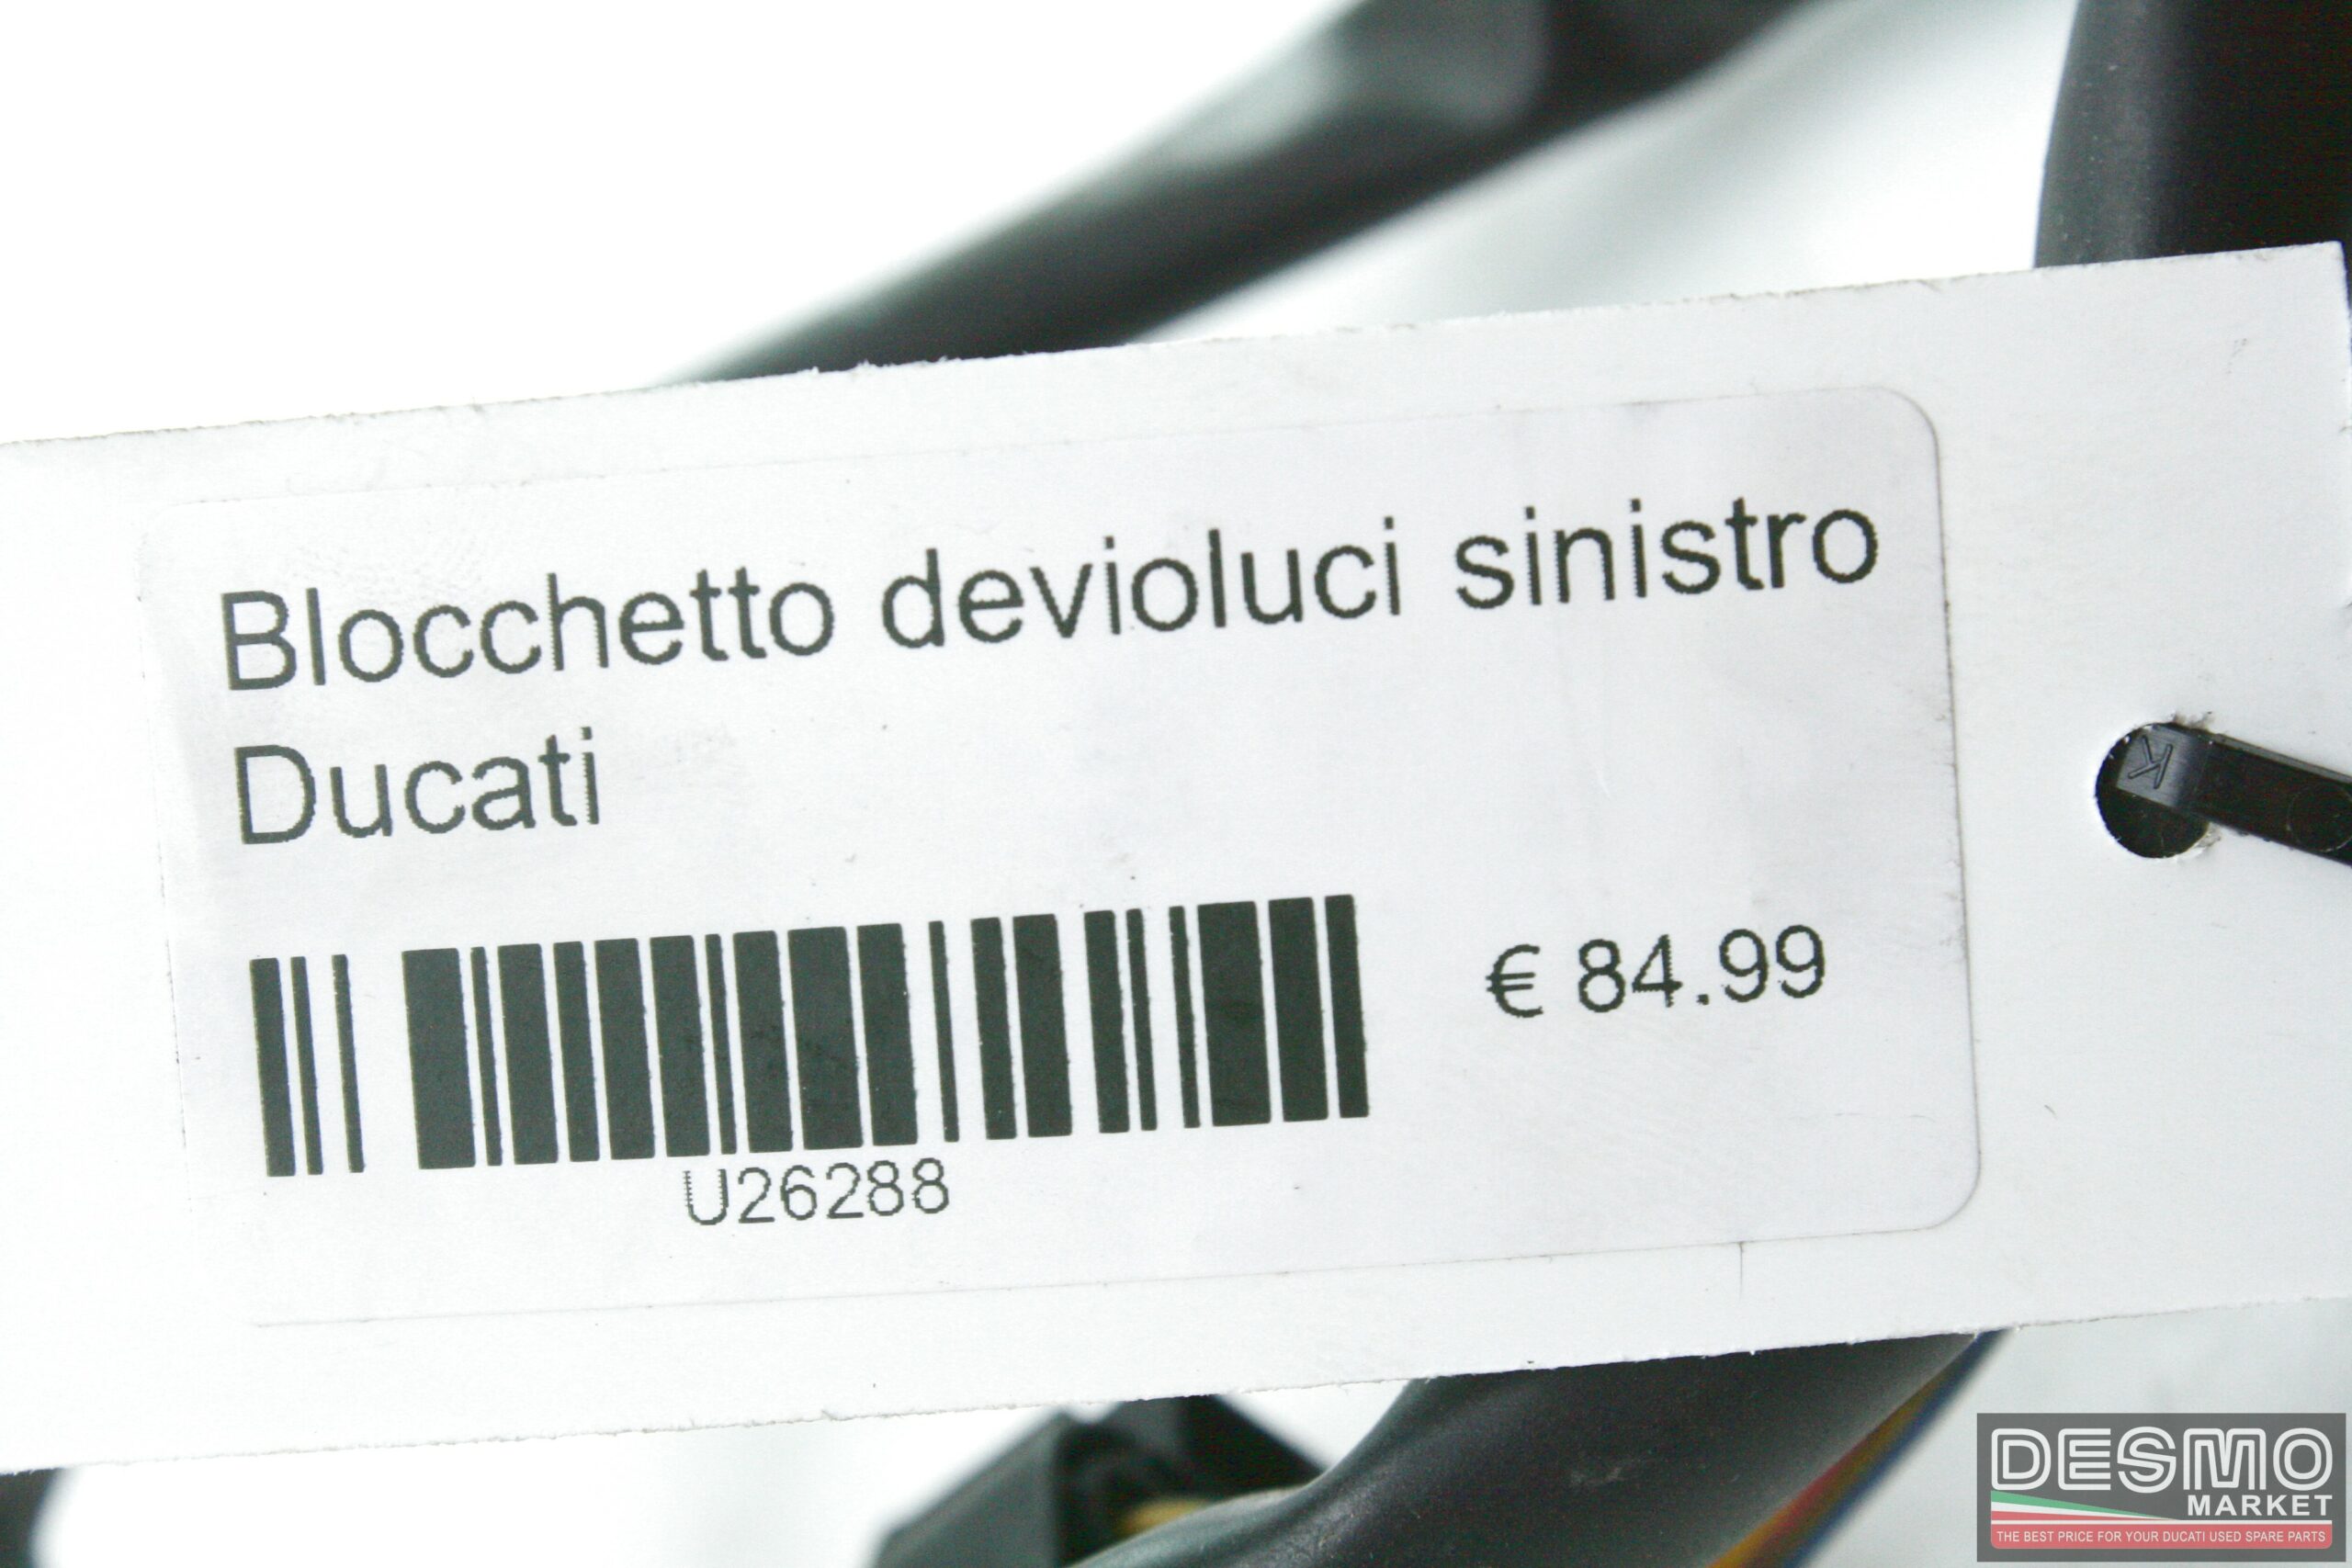 Blocchetto devioluci sinistro
Ducati
€ 84.99
U26288
K
DESMO
MARKET
THE BEST PRICE FOR YOUR DUCATI USED SPARE PARTS